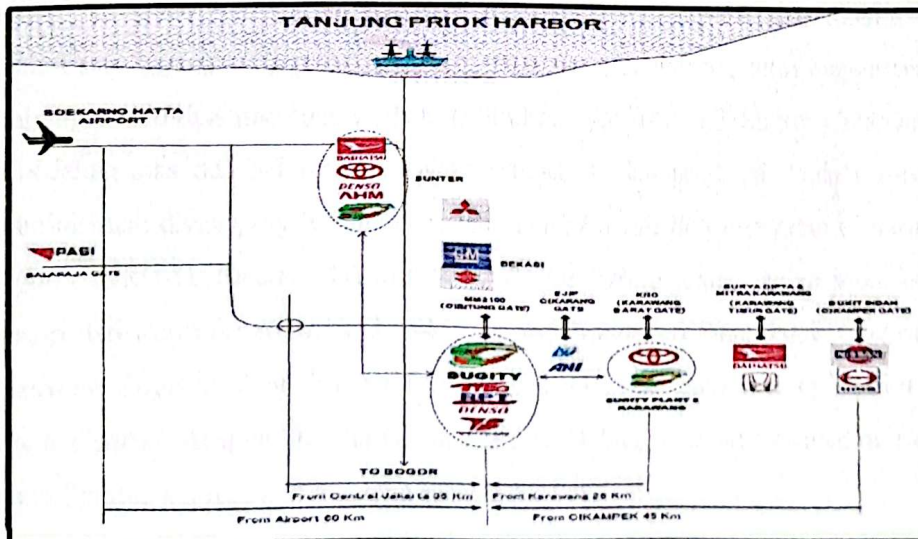 TANJUNG PRIOK HARBOR
SOEKARNO HATTA
AIRPORT
DAIHATSU
DENSO
AHM
SUNTER
PAGI
BALARAJA GATE
GM
BEKASI
MM2100
(CIBITUNG GATE)
EJIP
CIKARANG
GATE
KIIC
(KARAWANG
BARAT GATE)
SURYA CIPTA &
MITRA KARAWANG
(KARAWANG
TIMUR GATE)
BUKIT INDAH
(CIKAMPEK GATE)
SUGITY
DENSO
ANI
SUGITY PLANT 2
KARAWANG
DAIHATSU
NISSAN
HINO
TO BOGOR
From Central Jakarta 35 Km
From Karawang 25 Km
From Airport 60 Km
From CIKAMPEK 45 Km